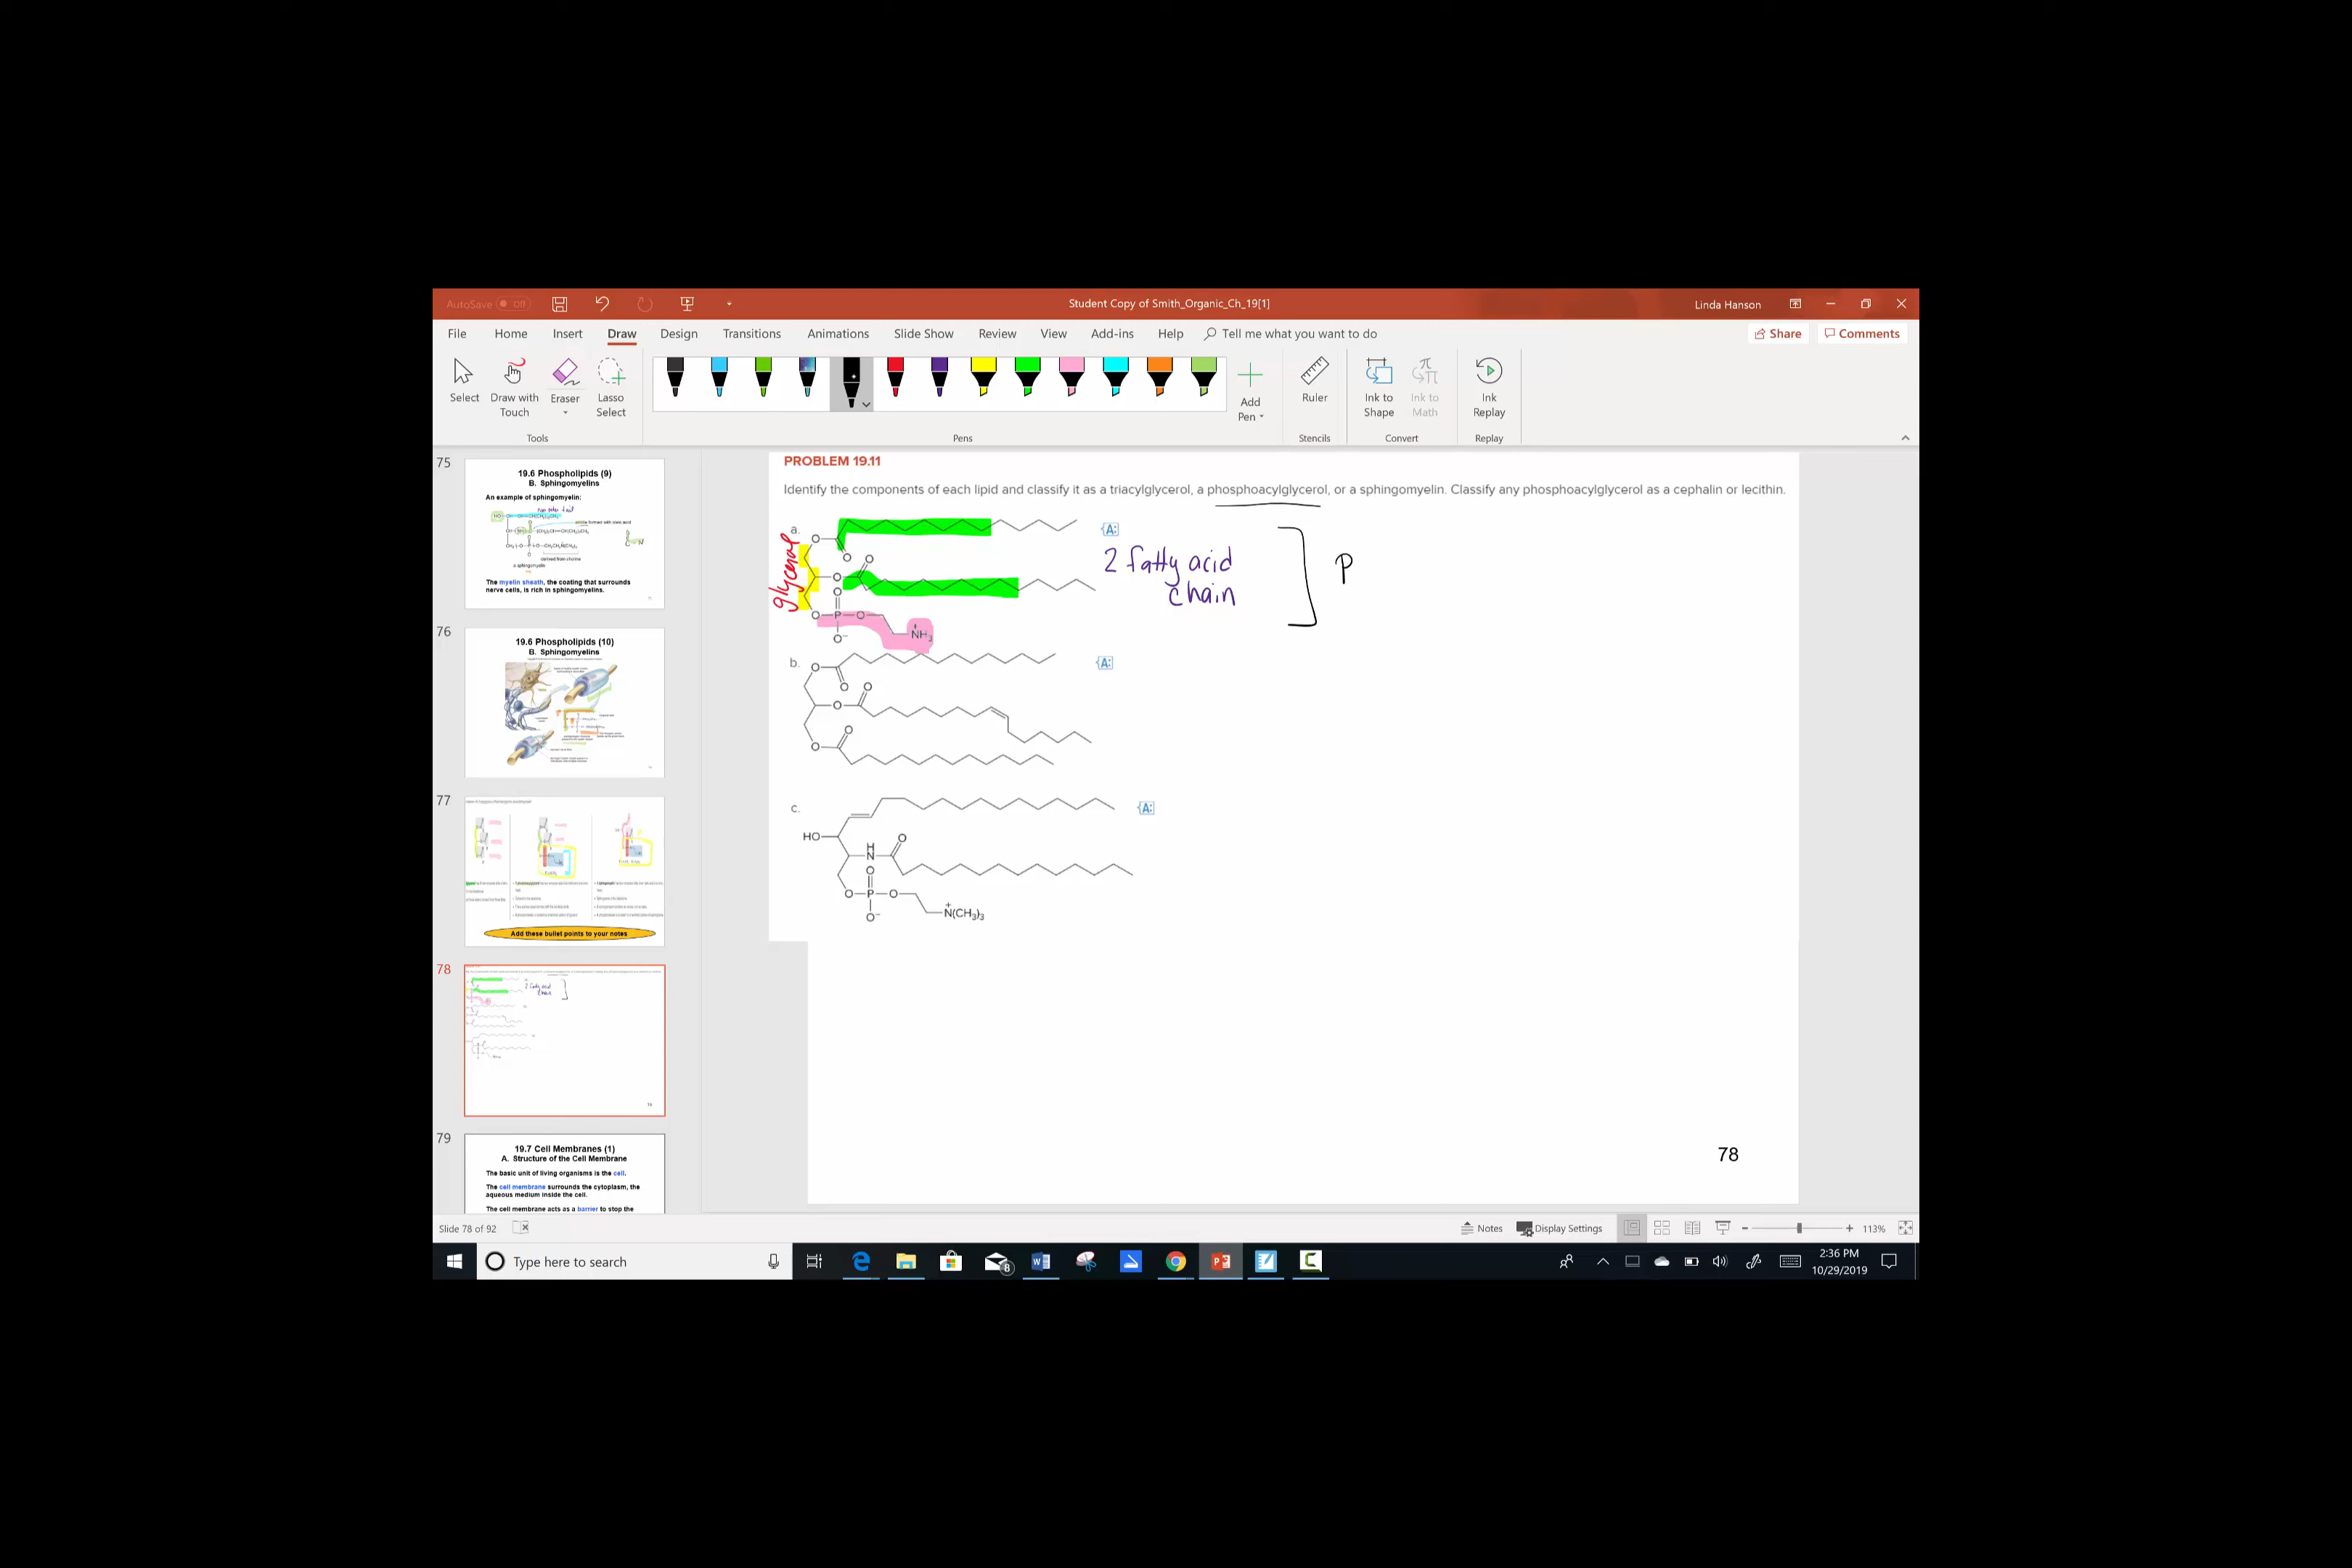 AutoSave Off
Student Copy of Smith_Organic_Ch_19[1]
Linda Hanson
File Home Insert Draw Design Transitions Animations Slide Show Review View Add-ins Help Tell me what you want to do
Share Comments
Select
Draw with Touch
Eraser
Lasso Select
Add Pen
Ruler
Ink to Shape
Ink to Math
Ink Replay
Tools
Pens
Stencils
Convert
Replay
75
19.6 Phospholipids (9)
B. Sphingomyelins
An example of sphingomyelin:
The myelin sheath, the coating that surrounds
nerve cells, is rich in sphingomyelins.
76
19.6 Phospholipids (10)
B. Sphingomyelins
77
Add these bullet points to your notes
78
2 fatty acid
chain
79
19.7 Cell Membranes (1)
A. Structure of the Cell Membrane
The basic unit of living organisms is the cell.
The cell membrane surrounds the cytoplasm, the
aqueous medium inside the cell.
The cell membrane acts as a barrier to stop the
PROBLEM 19.11
Identify the components of each lipid and classify it as a triacylglycerol, a phosphoacylglycerol, or a sphingomyelin. Classify any phosphoacylglycerol as a cephalin or lecithin.
a.
A:
glycerol
O
O
O
O
O
O P O
O-
+
NH3
2 fatty acid
chain
P
b.
A:
O
O
O
O
O
O
c.
A:
HO
H
N
O
O
O P O
O-
+
N(CH3)3
78
Slide 78 of 92
Notes
Display Settings
113%
Type here to search
8
2:36 PM
10/29/2019